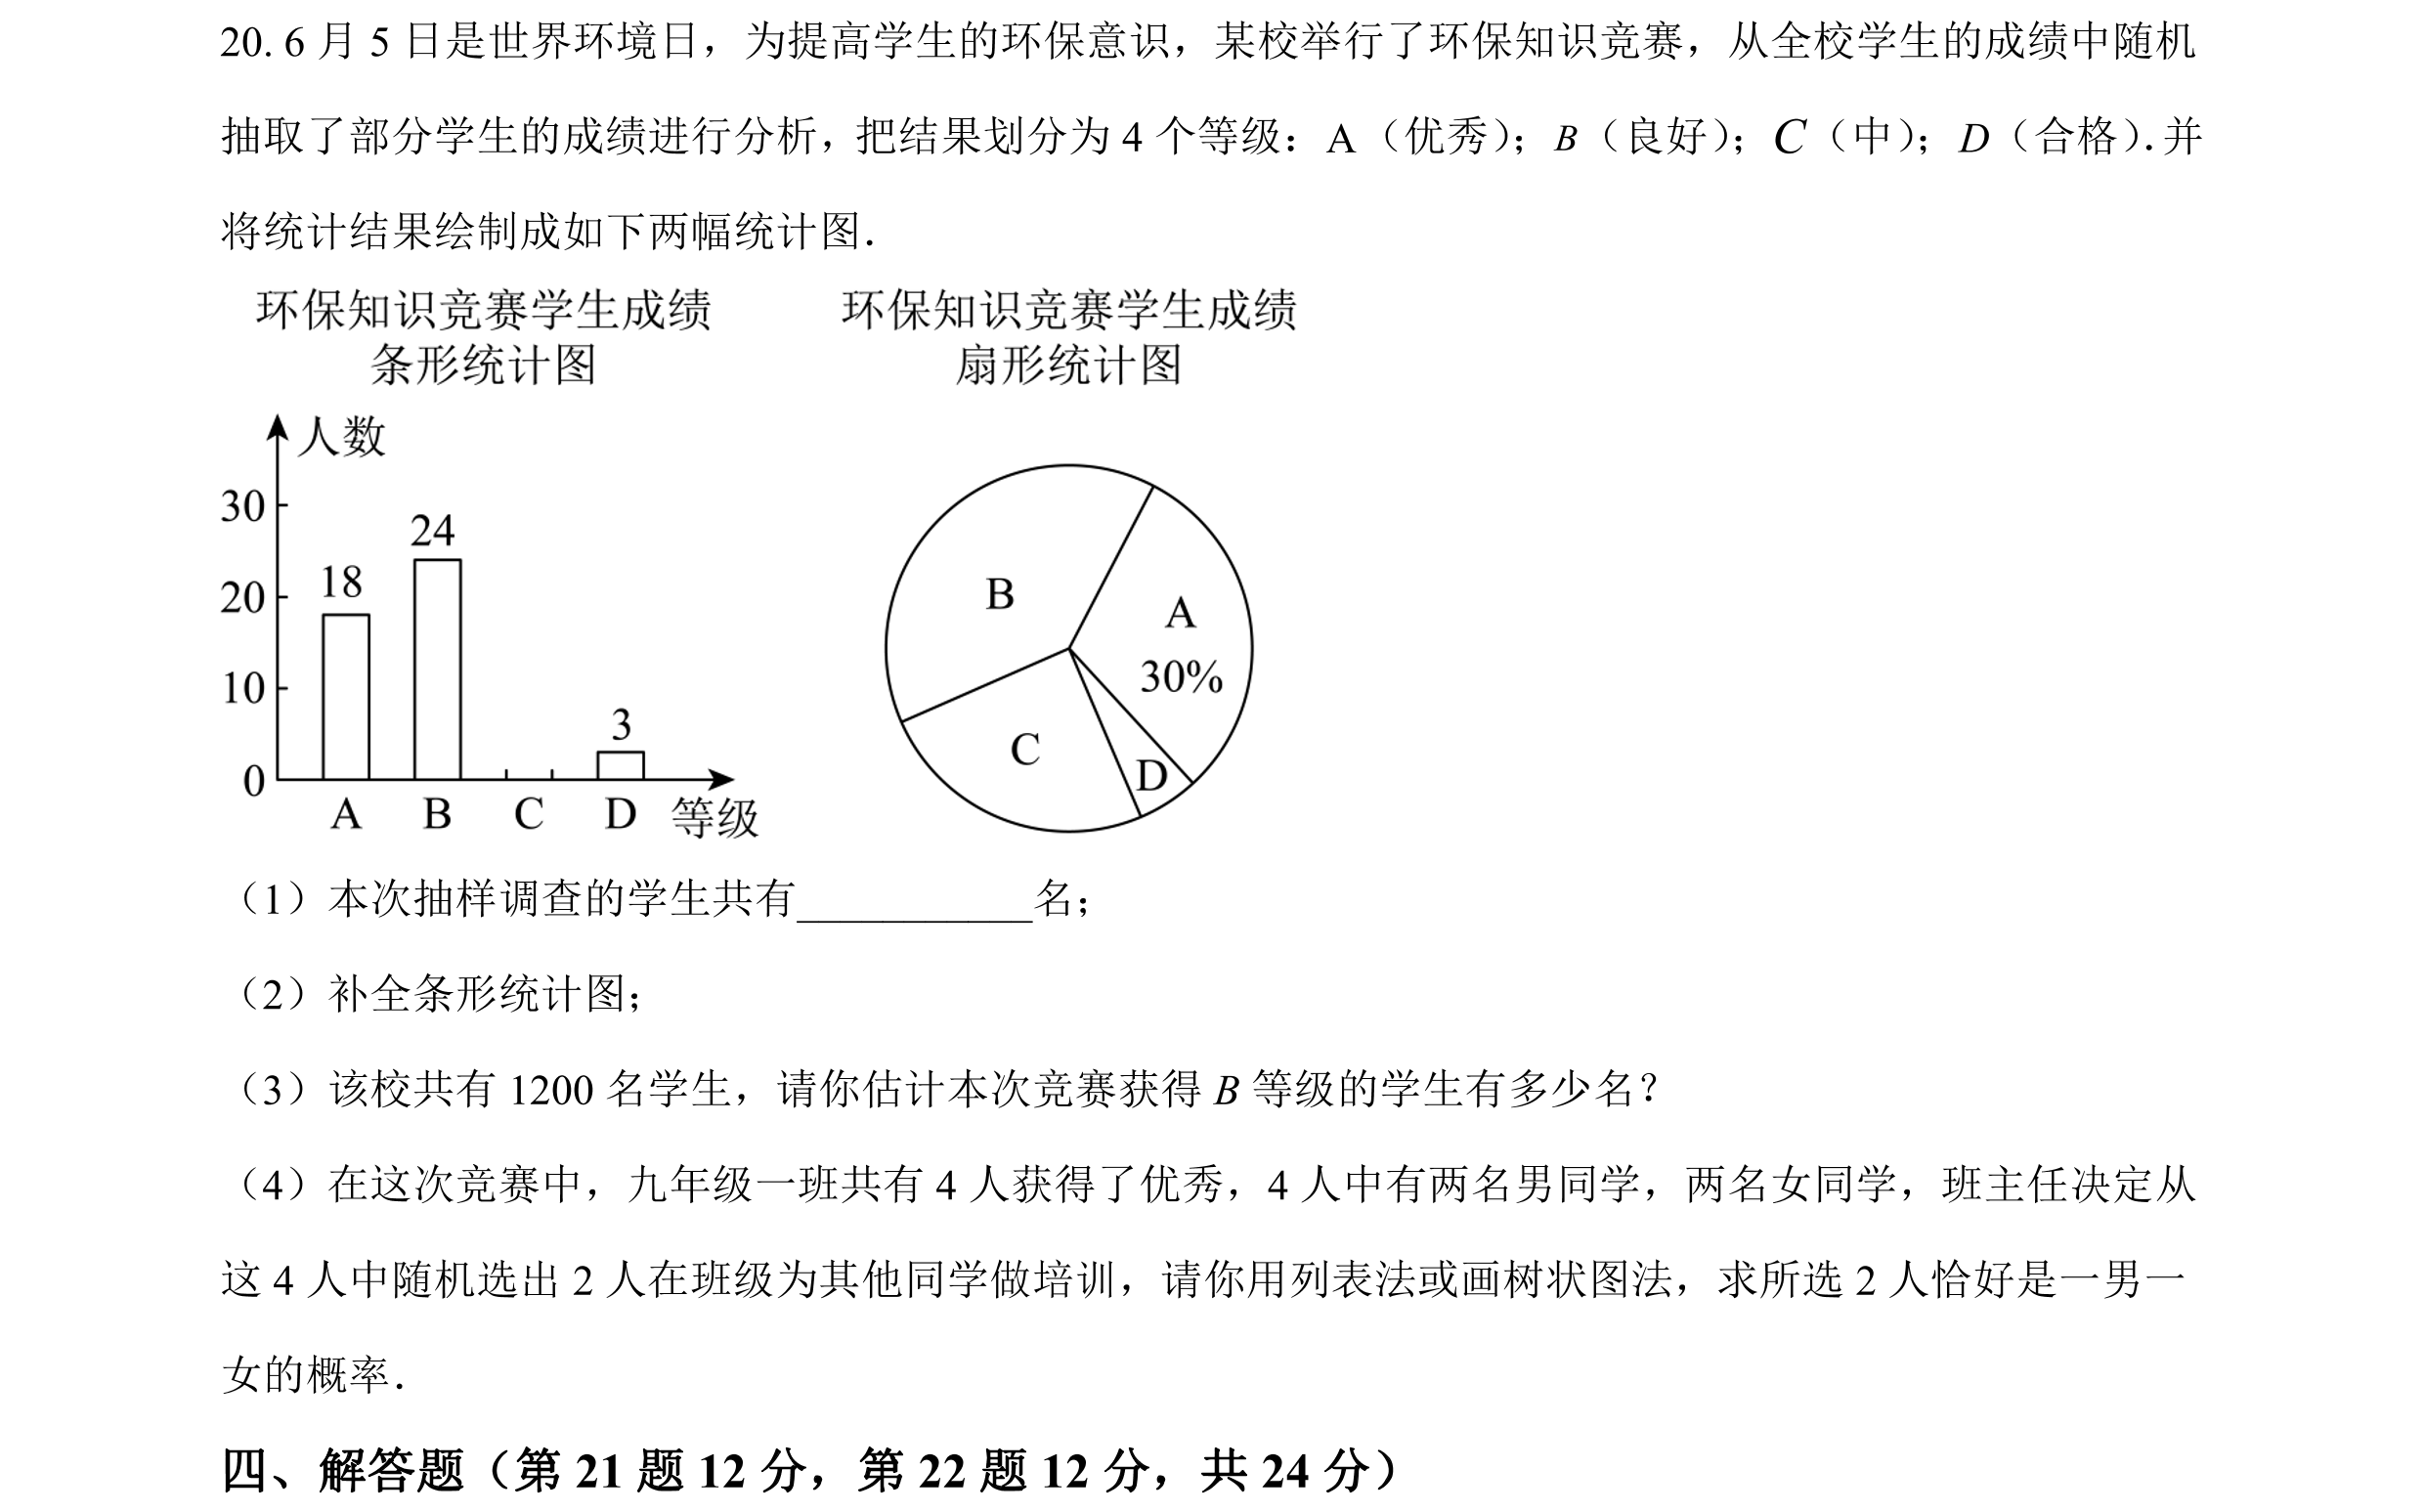 20. 6 月 5 日是世界环境日，为提高学生的环保意识，某校举行了环保知识竞赛，从全校学生的成绩中随机
抽取了部分学生的成绩进行分析，把结果划分为 4 个等级：A（优秀）；B（良好）；C（中）；D（合格）. 并
将统计结果绘制成如下两幅统计图．
环保知识竞赛学生成绩
条形统计图
人数
30
20
10
0
18
24
3
A B C D 等级
环保知识竞赛学生成绩
扇形统计图
B
A
30%
C
D
（1）本次抽样调查的学生共有___________名；
（2）补全条形统计图；
（3）该校共有 1200 名学生，请你估计本次竞赛获得 B 等级的学生有多少名？
（4）在这次竞赛中，九年级一班共有 4 人获得了优秀，4 人中有两名男同学，两名女同学，班主任决定从
这 4 人中随机选出 2 人在班级为其他同学做培训，请你用列表法或画树状图法，求所选 2 人恰好是一男一
女的概率．
四、解答题（第 21 题 12 分，第 22 题 12 分，共 24 分）